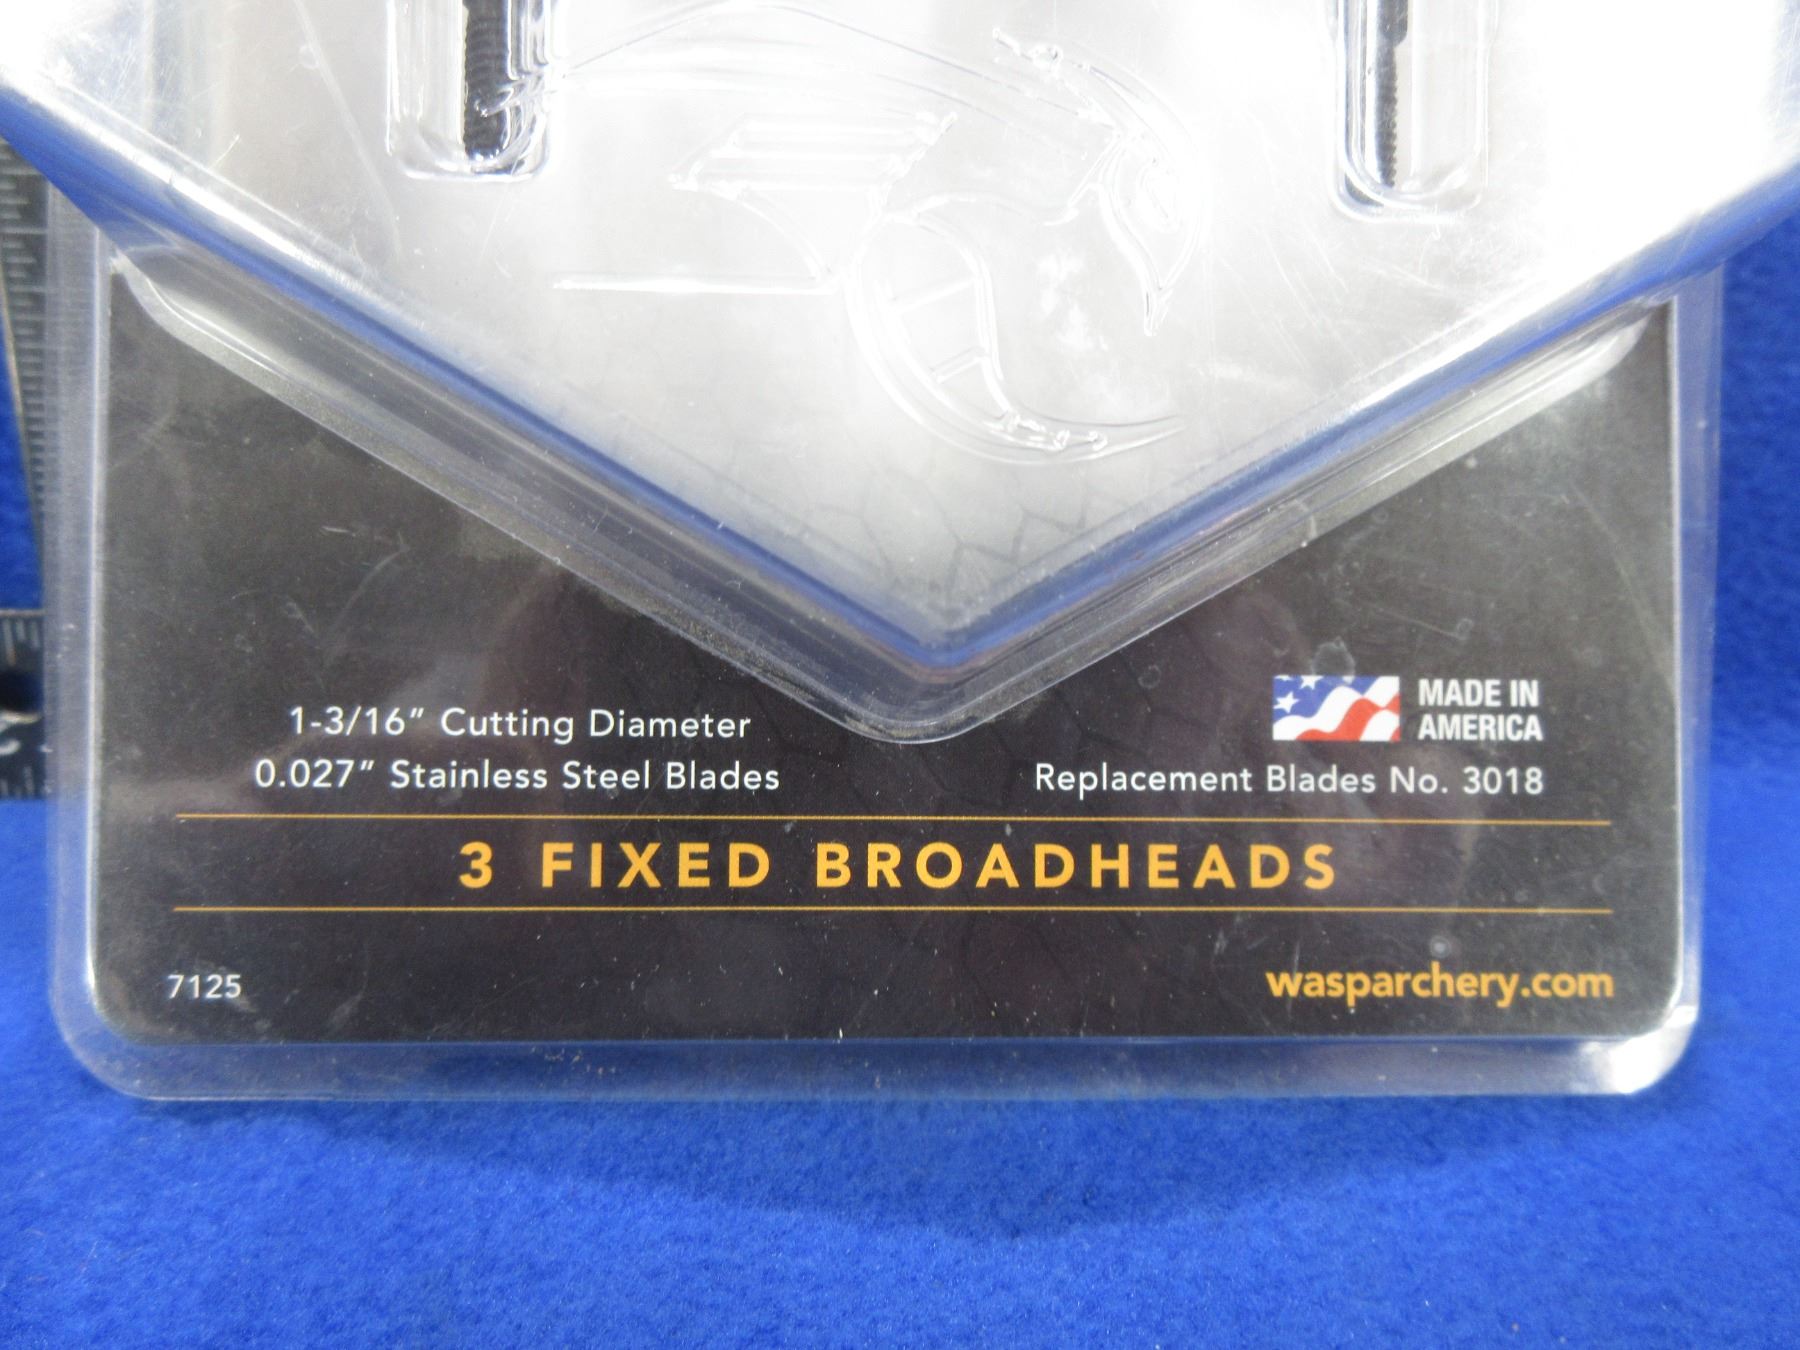 1-3/16" Cutting Diameter
0.027" Stainless Steel Blades
MADE IN
AMERICA
Replacement Blades No. 3018
3 FIXED BROADHEADS
7125
wasparchery.com
2